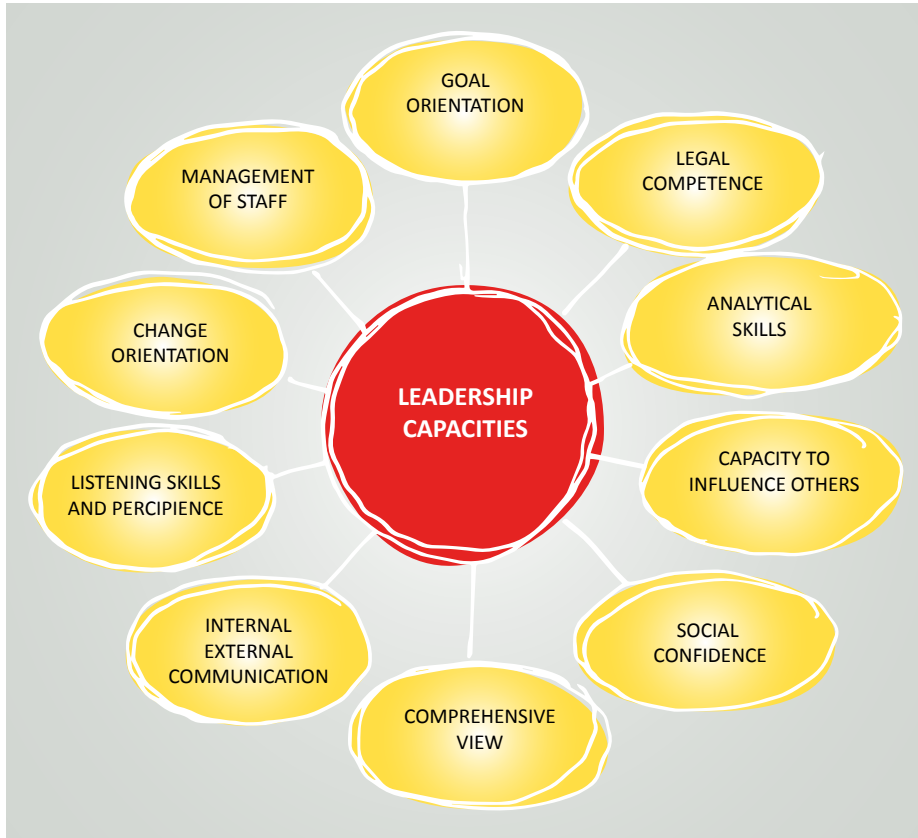 GOAL
ORIENTATION
LEGAL
COMPETENCE
MANAGEMENT
OF STAFF
ANALYTICAL
SKILLS
CHANGE
ORIENTATION
LEADERSHIP
CAPACITIES
CAPACITY TO
INFLUENCE OTHERS
LISTENING SKILLS
AND PERCIPIENCE
SOCIAL
CONFIDENCE
INTERNAL
EXTERNAL
COMMUNICATION
COMPREHENSIVE
VIEW